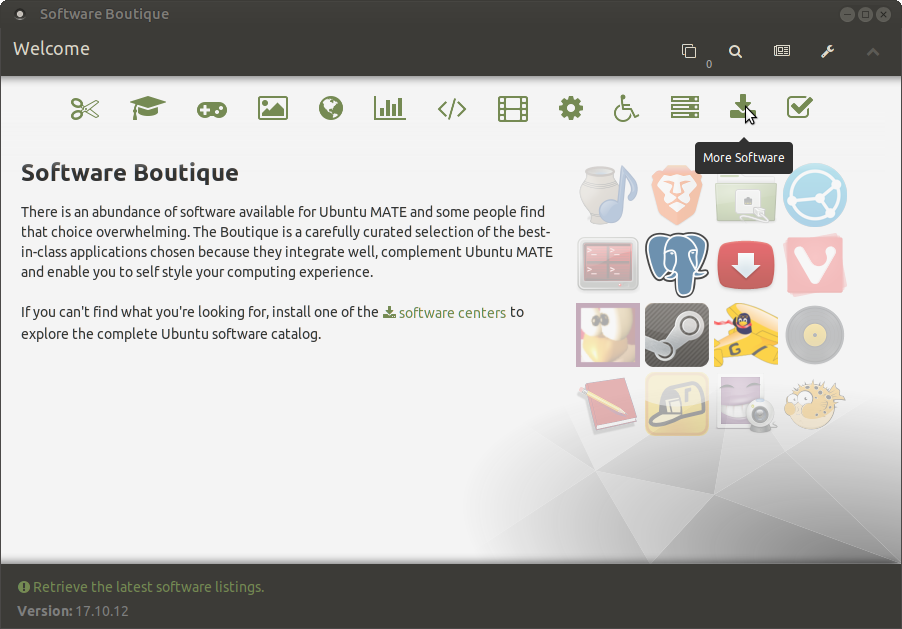 Software Boutique
Welcome
0
More Software
Software Boutique
There is an abundance of software available for Ubuntu MATE and some people find
that choice overwhelming. The Boutique is a carefully curated selection of the best-
in-class applications chosen because they integrate well, complement Ubuntu MATE
and enable you to self style your computing experience.
If you can't find what you're looking for, install one of the software centers to
explore the complete Ubuntu software catalog.
G
r
Retrieve the latest software listings.
Version: 17.10.12